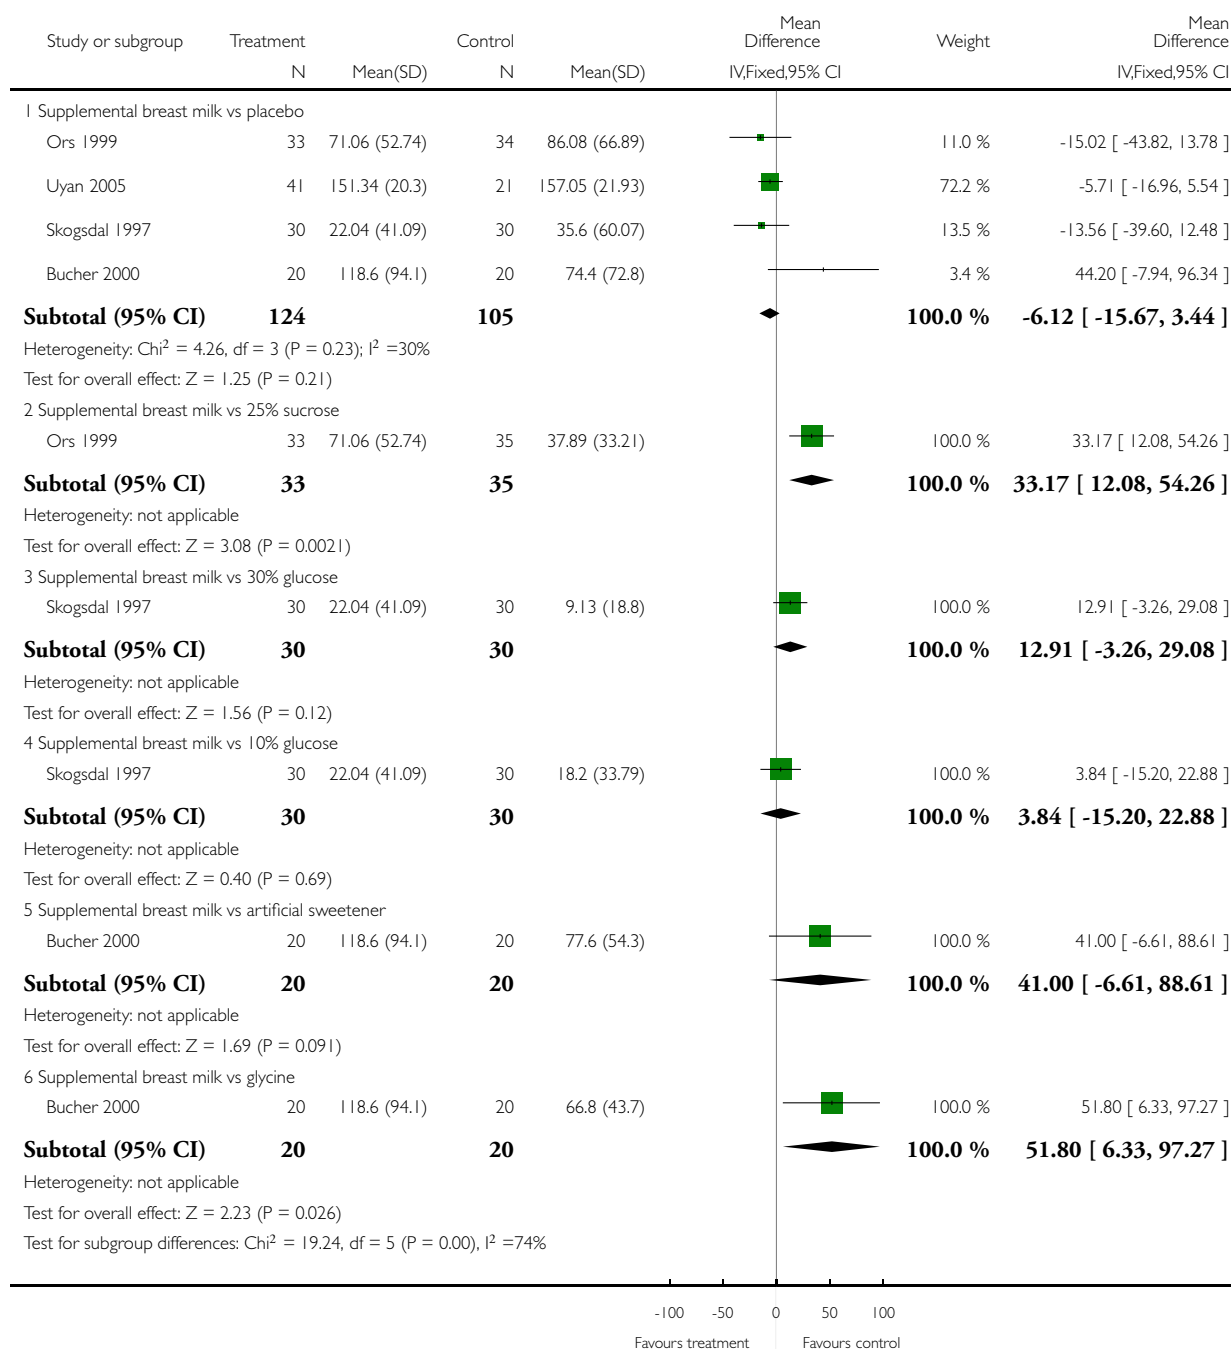 Study or subgroup Treatment Control Mean Difference Weight Mean Difference
N Mean(SD) N Mean(SD) IV,Fixed,95% CI IV,Fixed,95% CI
1 Supplemental breast milk vs placebo
Ors 1999 33 71.06 (52.74) 34 86.08 (66.89) 11.0 % -15.02 [ -43.82, 13.78 ]
Uyan 2005 41 151.34 (20.3) 21 157.05 (21.93) 72.2 % -5.71 [ -16.96, 5.54 ]
Skogsdal 1997 30 22.04 (41.09) 30 35.6 (60.07) 13.5 % -13.56 [ -39.60, 12.48 ]
Bucher 2000 20 118.6 (94.1) 20 74.4 (72.8) 3.4 % 44.20 [ -7.94, 96.34 ]
Subtotal (95% CI) 124 105 100.0 % -6.12 [ -15.67, 3.44 ]
Heterogeneity: Chi² = 4.26, df = 3 (P = 0.23); I² =30%
Test for overall effect: Z = 1.25 (P = 0.21)
2 Supplemental breast milk vs 25% sucrose
Ors 1999 33 71.06 (52.74) 35 37.89 (33.21) 100.0 % 33.17 [ 12.08, 54.26 ]
Subtotal (95% CI) 33 35 100.0 % 33.17 [ 12.08, 54.26 ]
Heterogeneity: not applicable
Test for overall effect: Z = 3.08 (P = 0.0021)
3 Supplemental breast milk vs 30% glucose
Skogsdal 1997 30 22.04 (41.09) 30 9.13 (18.8) 100.0 % 12.91 [ -3.26, 29.08 ]
Subtotal (95% CI) 30 30 100.0 % 12.91 [ -3.26, 29.08 ]
Heterogeneity: not applicable
Test for overall effect: Z = 1.56 (P = 0.12)
4 Supplemental breast milk vs 10% glucose
Skogsdal 1997 30 22.04 (41.09) 30 18.2 (33.79) 100.0 % 3.84 [ -15.20, 22.88 ]
Subtotal (95% CI) 30 30 100.0 % 3.84 [ -15.20, 22.88 ]
Heterogeneity: not applicable
Test for overall effect: Z = 0.40 (P = 0.69)
5 Supplemental breast milk vs artificial sweetener
Bucher 2000 20 118.6 (94.1) 20 77.6 (54.3) 100.0 % 41.00 [ -6.61, 88.61 ]
Subtotal (95% CI) 20 20 100.0 % 41.00 [ -6.61, 88.61 ]
Heterogeneity: not applicable
Test for overall effect: Z = 1.69 (P = 0.091)
6 Supplemental breast milk vs glycine
Bucher 2000 20 118.6 (94.1) 20 66.8 (43.7) 100.0 % 51.80 [ 6.33, 97.27 ]
Subtotal (95% CI) 20 20 100.0 % 51.80 [ 6.33, 97.27 ]
Heterogeneity: not applicable
Test for overall effect: Z = 2.23 (P = 0.026)
Test for subgroup differences: Chi² = 19.24, df = 5 (P = 0.00), I² =74%
-100 -50 0 50 100
Favours treatment Favours control